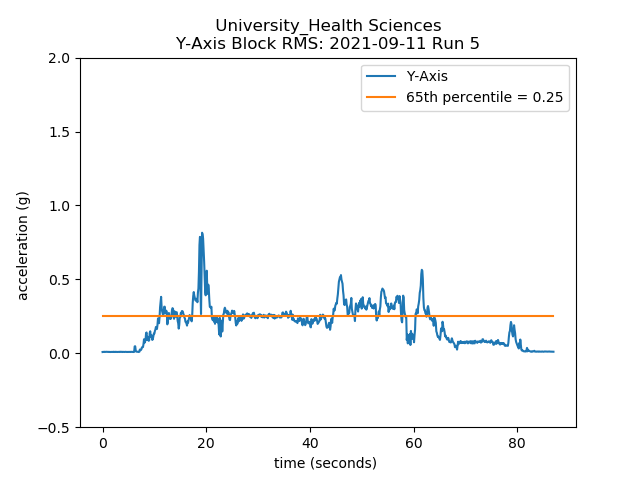 University_Health Sciences
Y-Axis Block RMS: 2021-09-11 Run 5
Y-Axis
65th percentile = 0.25
2.0
1.5
1.0
0.5
0.0
−0.5
acceleration (g)
0 20 40 60 80
time (seconds)